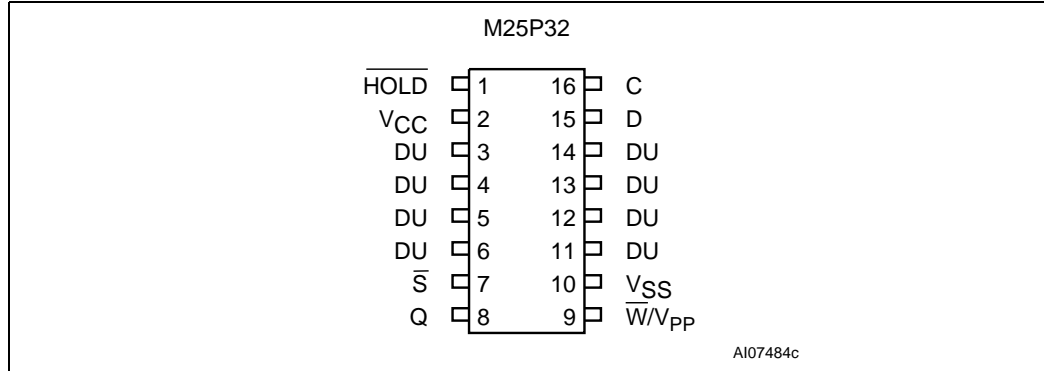 M25P32
HOLD 1 16 C
VCC 2 15 D
DU 3 14 DU
DU 4 13 DU
DU 5 12 DU
DU 6 11 DU
S 7 10 VSS
Q 8 9 W/VPP
AI07484c